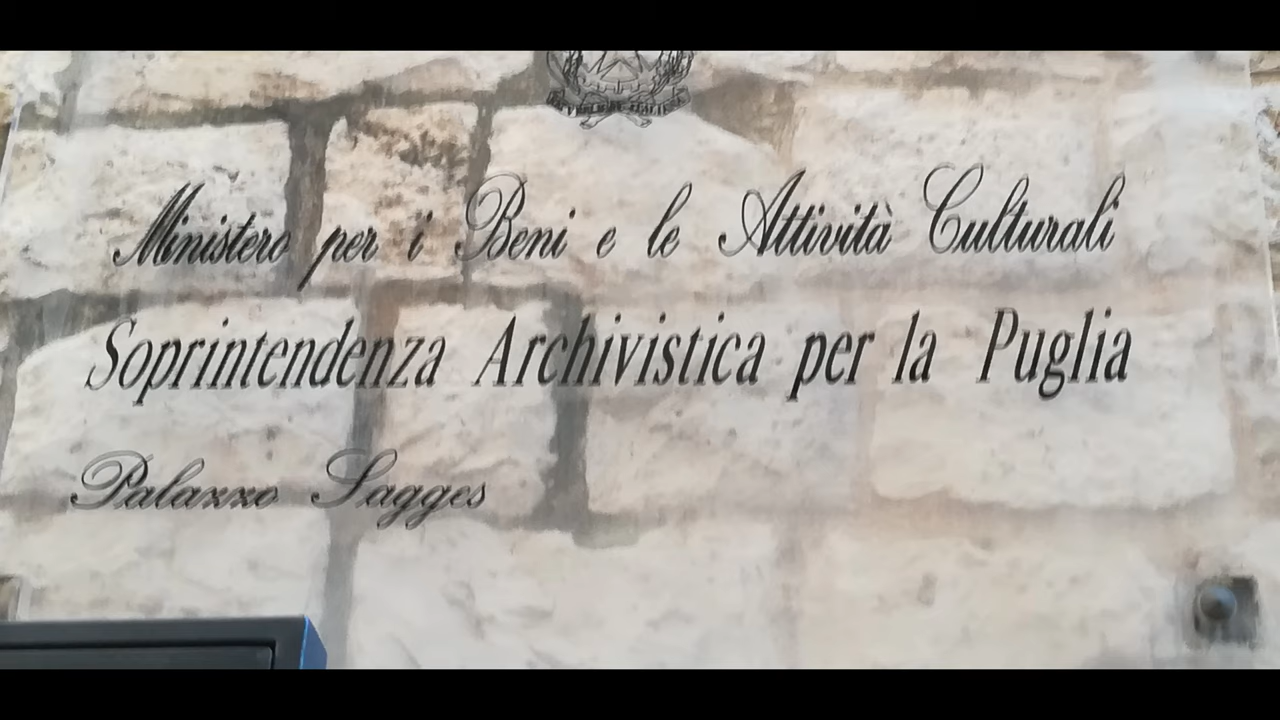 Ministero per i Beni e le Attività Culturali
Soprintendenza Archivistica per la Puglia
Palazzo Sagges